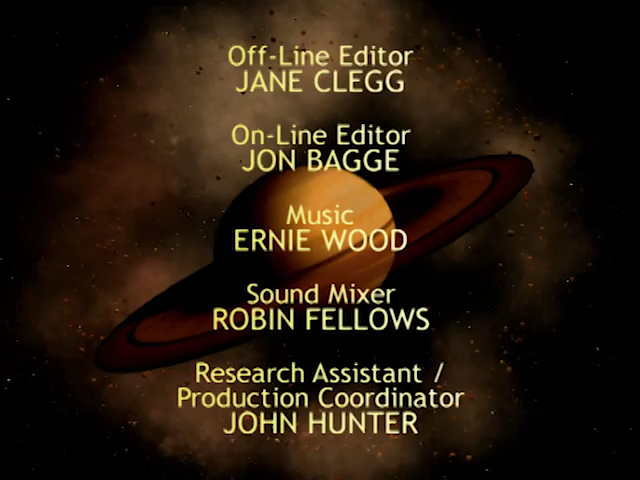 Off-Line Editor
JANE CLEGG
On-Line Editor
JON BAGGE
Music
ERNIE WOOD
Sound Mixer
ROBIN FELLOWS
Research Assistant /
Production Coordinator
JOHN HUNTER